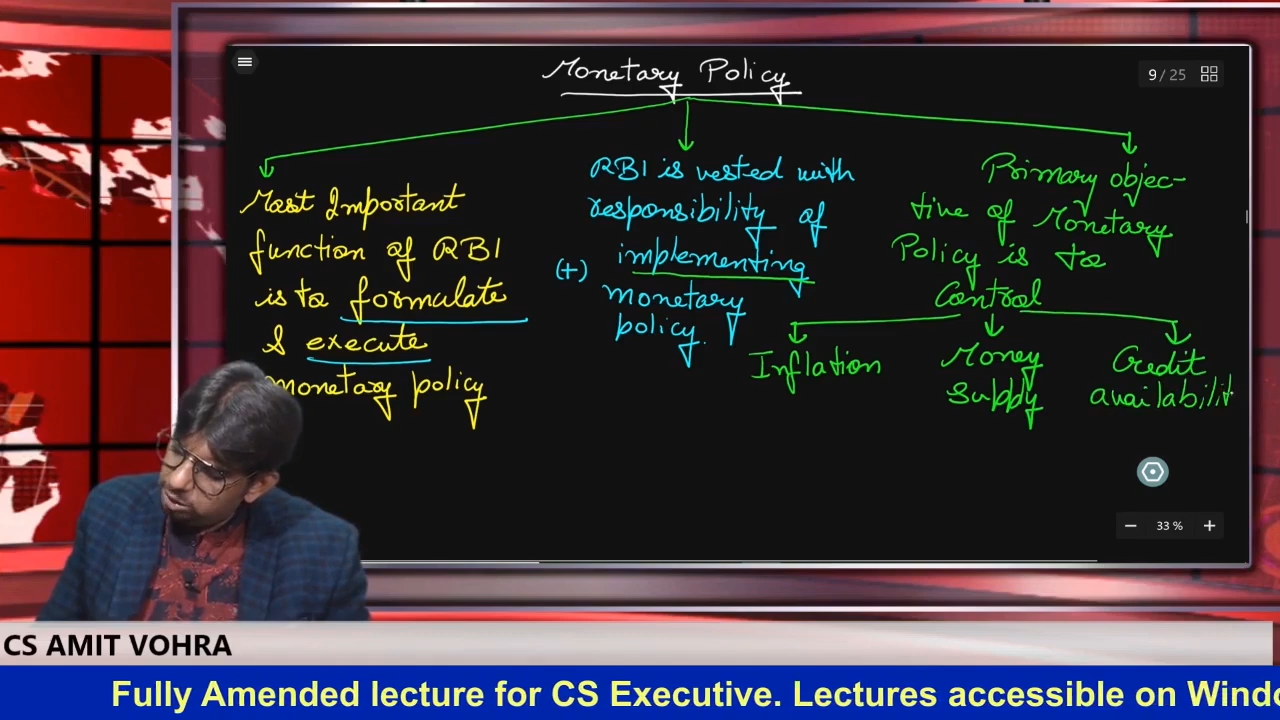 Monetary Policy
9 / 25
Most Important
function of RBI
is to formulate
& execute
monetary policy
RBI is vested with
responsibility of
(+) implementing
monetary
policy.
Primary objec-
tive of Monetary
Policy is to
Control
Inflation
Money
Supply
Credit
availabilit
33 %
CS AMIT VOHRA
Fully Amended lecture for CS Executive. Lectures accessible on Windo